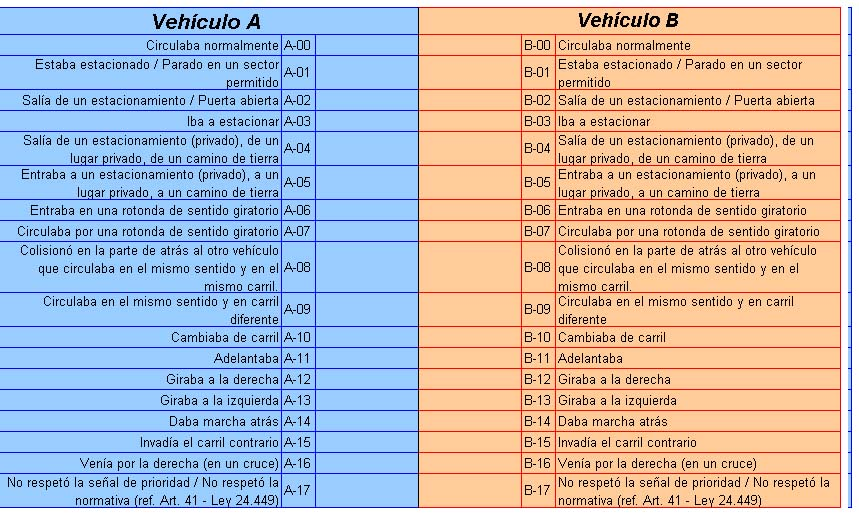 Vehículo A
Vehículo B
Circulaba normalmente A-00
B-00 Circulaba normalmente
Estaba estacionado / Parado en un sector
permitido
A-01
B-01
Estaba estacionado / Parado en un sector
permitido
Salía de un estacionamiento / Puerta abierta A-02
B-02 Salía de un estacionamiento / Puerta abierta
Iba a estacionar A-03
B-03 Iba a estacionar
Salía de un estacionamiento (privado), de un
lugar privado, de un camino de tierra
A-04
B-04
Salía de un estacionamiento (privado), de un
lugar privado, de un camino de tierra
Entraba a un estacionamiento (privado), a un
lugar privado, a un camino de tierra
A-05
B-05
Entraba a un estacionamiento (privado), a un
lugar privado, a un camino de tierra
Entraba en una rotonda de sentido giratorio A-06
B-06 Entraba en una rotonda de sentido giratorio
Circulaba por una rotonda de sentido giratorio A-07
B-07 Circulaba por una rotonda de sentido giratorio
Colisionó en la parte de atrás al otro vehículo
que circulaba en el mismo sentido y en el
mismo carril.
A-08
B-08
Colisionó en la parte de atrás al otro vehículo
que circulaba en el mismo sentido y en el
mismo carril.
Circulaba en el mismo sentido y en carril
diferente
A-09
B-09
Circulaba en el mismo sentido y en carril
diferente
Cambiaba de carril A-10
B-10 Cambiaba de carril
Adelantaba A-11
B-11 Adelantaba
Giraba a la derecha A-12
B-12 Giraba a la derecha
Giraba a la izquierda A-13
B-13 Giraba a la izquierda
Daba marcha atrás A-14
B-14 Daba marcha atrás
Invadía el carril contrario A-15
B-15 Invadía el carril contrario
Venía por la derecha (en un cruce) A-16
B-16 Venía por la derecha (en un cruce)
No respetó la señal de prioridad / No respetó la
normativa (ref. Art. 41 - Ley 24.449)
A-17
B-17
No respetó la señal de prioridad / No respetó la
normativa (ref. Art. 41 - Ley 24.449)